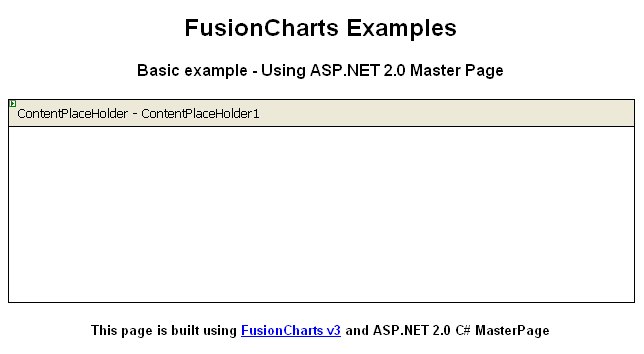 FusionCharts Examples
Basic example - Using ASP.NET 2.0 Master Page
ContentPlaceHolder - ContentPlaceHolder1
This page is built using FusionCharts v3 and ASP.NET 2.0 C# MasterPage